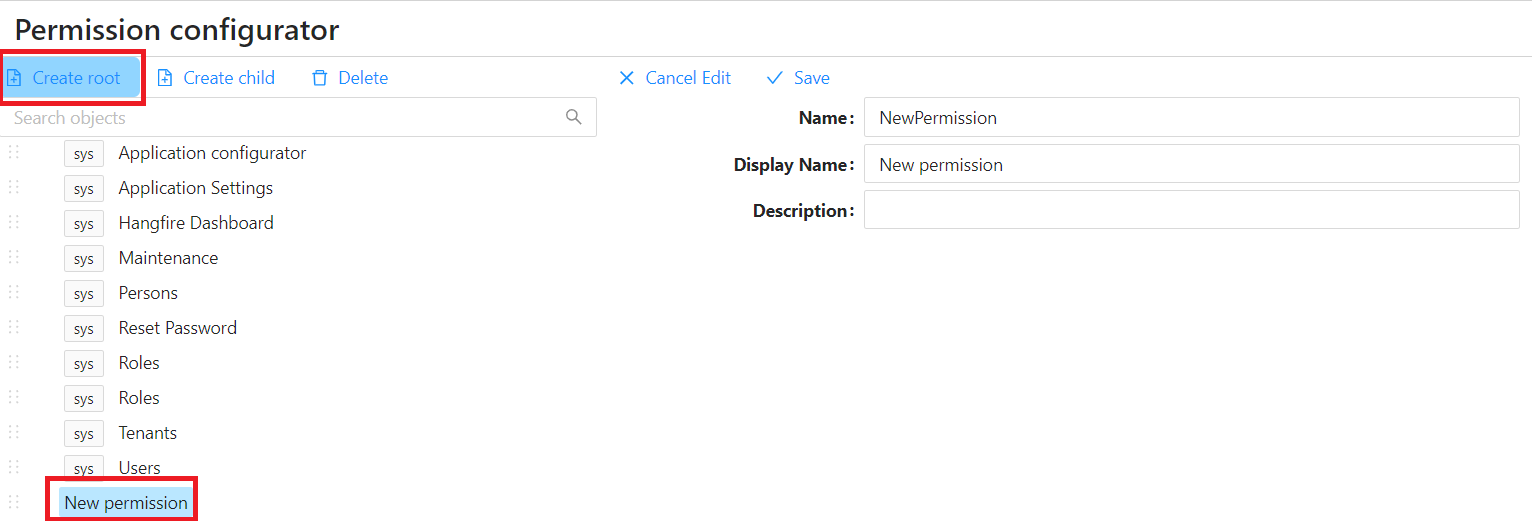 Permission configurator
Create root Create child Delete Cancel Edit Save
Search objects
Name:
NewPermission
Display Name:
New permission
Description:
sys Application configurator
sys Application Settings
sys Hangfire Dashboard
sys Maintenance
sys Persons
sys Reset Password
sys Roles
sys Roles
sys Tenants
sys Users
New permission